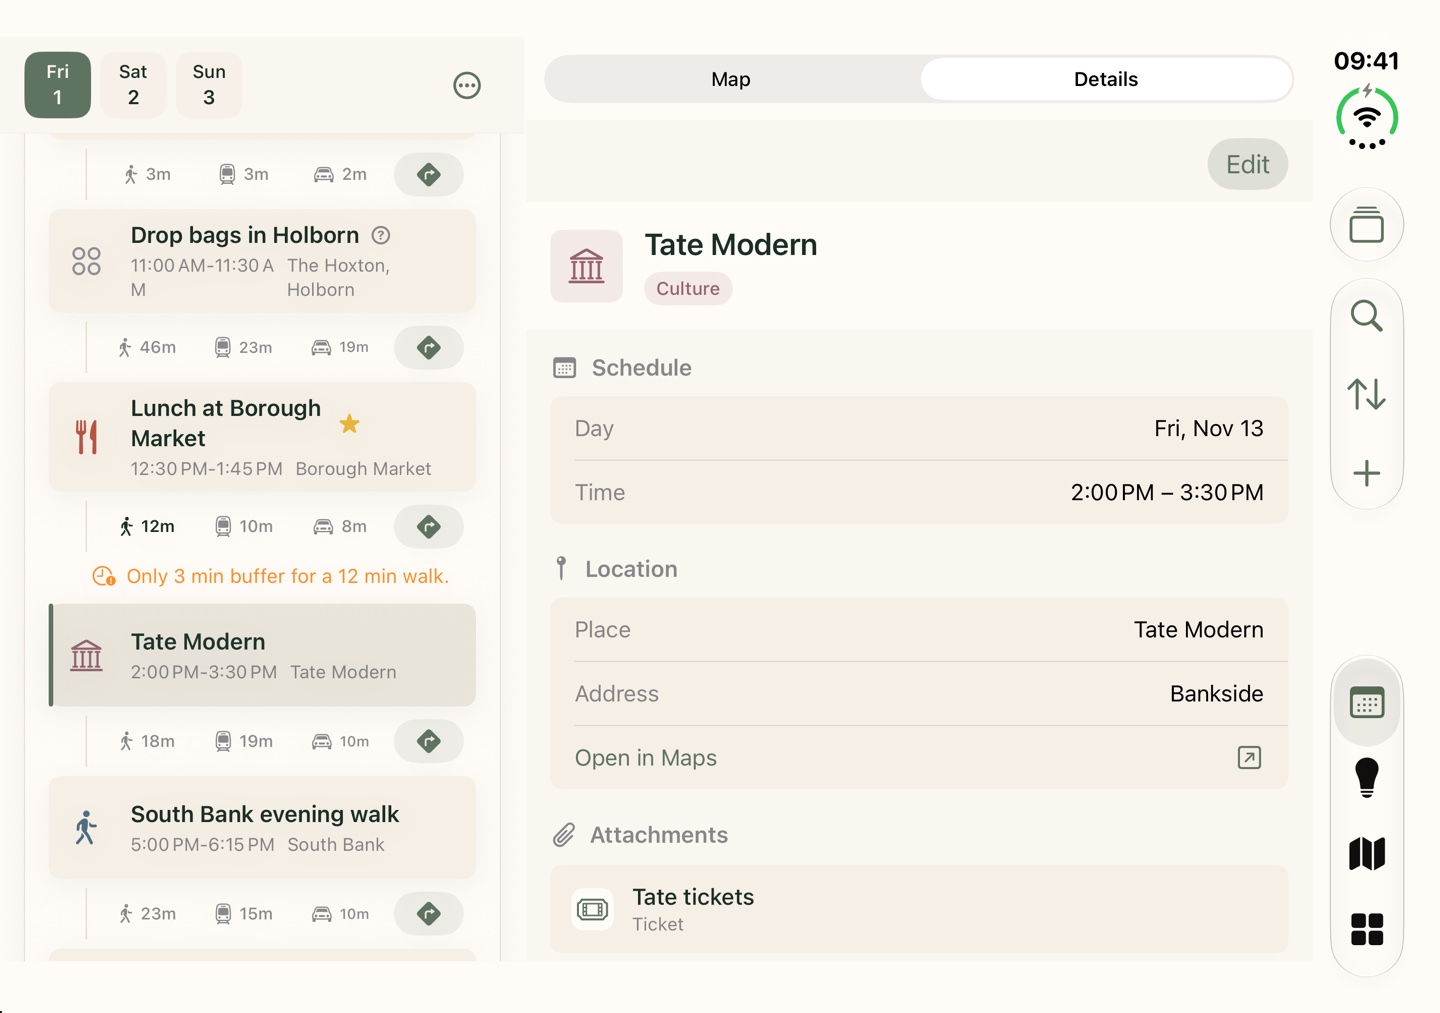 Fri
1
Sat
2
Sun
3
3m 3m 2m
Drop bags in Holborn
11:00 AM-11:30 A
M
The Hoxton,
Holborn
46m 23m 19m
Lunch at Borough
Market
12:30 PM-1:45 PM Borough Market
12m 10m 8m
Only 3 min buffer for a 12 min walk.
Tate Modern
2:00 PM-3:30 PM Tate Modern
18m 19m 10m
South Bank evening walk
5:00 PM-6:15 PM South Bank
23m 15m 10m
Map Details
Edit
Tate Modern
Culture
Schedule
Day Fri, Nov 13
Time 2:00 PM – 3:30 PM
Location
Place Tate Modern
Address Bankside
Open in Maps
Attachments
Tate tickets
Ticket
09:41